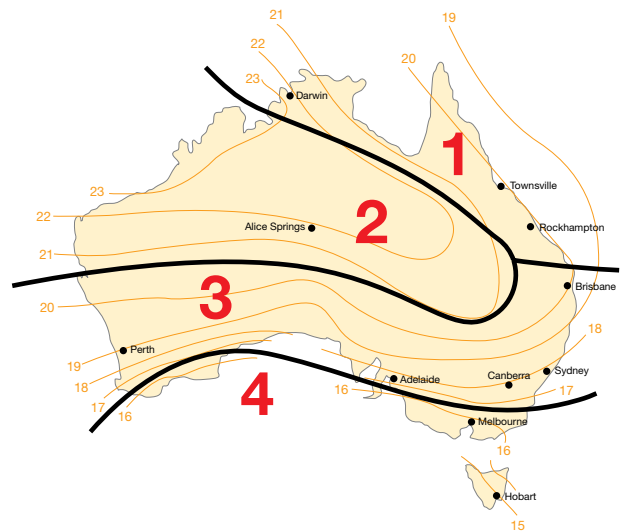 21
19
22
20
23
Darwin
1
Townsville
23
22
2
Alice Springs
Rockhampton
21
3
Brisbane
20
18
Perth
19
Sydney
Canberra
18
Adelaide
16
17
4
17
16
Melbourne
16
Hobart
15